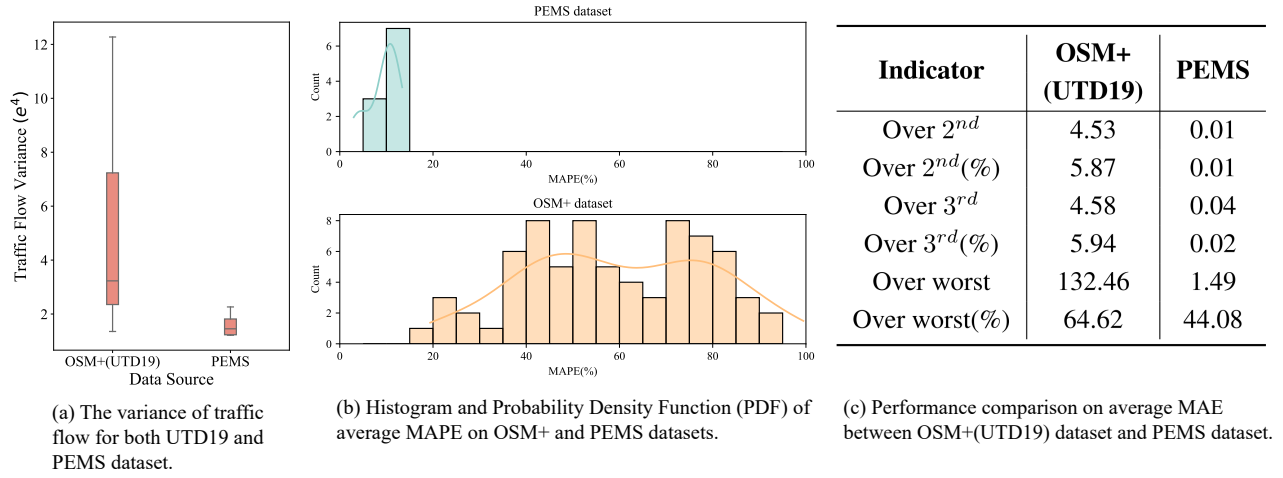 Traffic Flow Variance (e⁴)
12
10
8
6
4
2
OSM+(UTD19)
PEMS
Data Source
(a) The variance of traffic
flow for both UTD19 and
PEMS dataset.
PEMS dataset
Count
6
4
2
0
0 20 40 60 80 100
MAPE(%)
OSM+ dataset
Count
8
6
4
2
0
0 20 40 60 80 100
MAPE(%)
(b) Histogram and Probability Density Function (PDF) of
average MAPE on OSM+ and PEMS datasets.
Indicator OSM+ (UTD19) PEMS
Over 2ⁿᵈ 4.53 0.01
Over 2ⁿᵈ(%) 5.87 0.01
Over 3ʳᵈ 4.58 0.04
Over 3ʳᵈ(%) 5.94 0.02
Over worst 132.46 1.49
Over worst(%) 64.62 44.08
(c) Performance comparison on average MAE
between OSM+(UTD19) dataset and PEMS dataset.